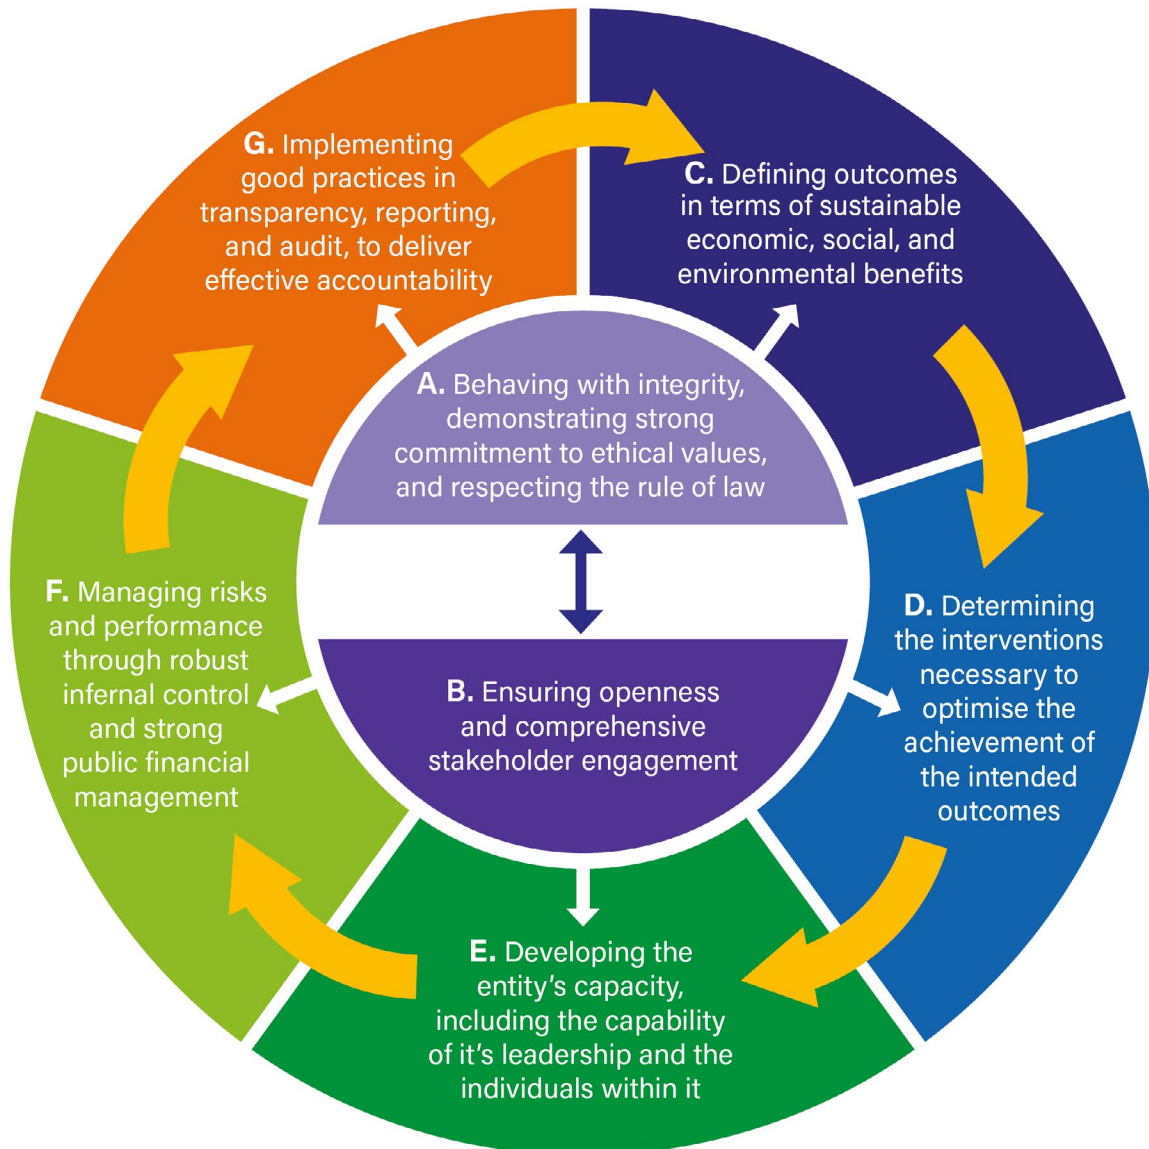 G. Implementing
good practices in
transparency, reporting,
and audit, to deliver
effective accountability
C. Defining outcomes
in terms of sustainable
economic, social, and
environmental benefits
A. Behaving with integrity,
demonstrating strong
commitment to ethical values,
and respecting the rule of law
F. Managing risks
and performance
through robust
infernal control
and strong
public financial
management
B. Ensuring openness
and comprehensive
stakeholder engagement
D. Determining
the interventions
necessary to
optimise the
achievement of
the intended
outcomes
E. Developing the
entity’s capacity,
including the capability
of it’s leadership and the
individuals within it